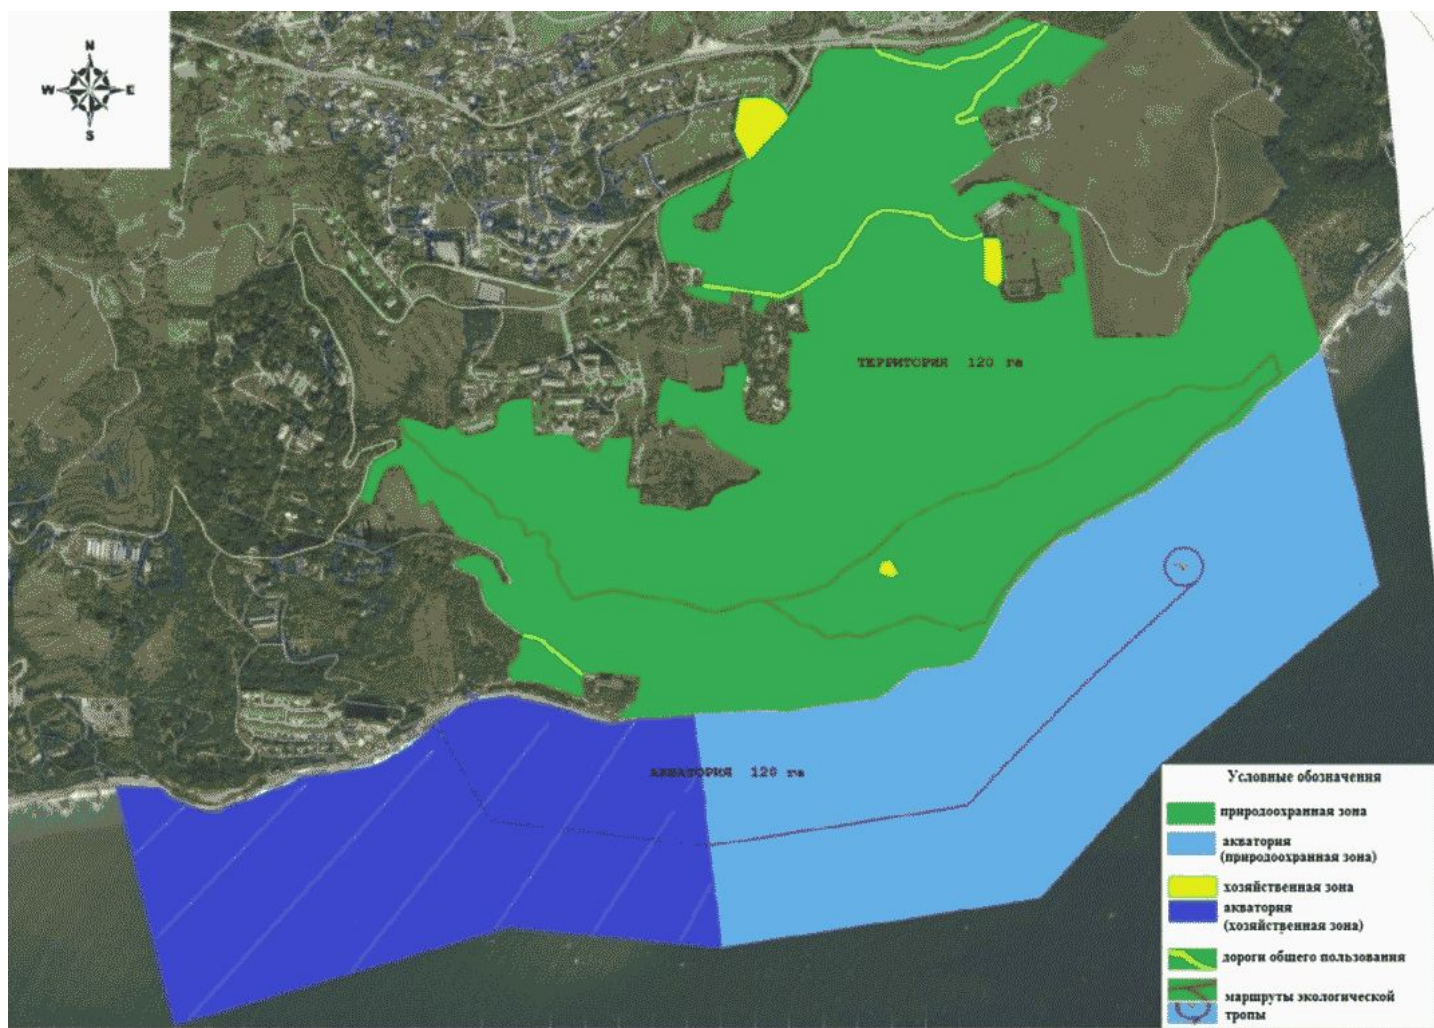 N
W E
S
ТЕРРИТОРИЯ 120 га
АКВАТОРИЯ 120 га
Условные обозначения
природоохранная зона
акватория
(природоохранная зона)
хозяйственная зона
акватория
(хозяйственная зона)
дороги общего пользования
маршруты экологической
тропы